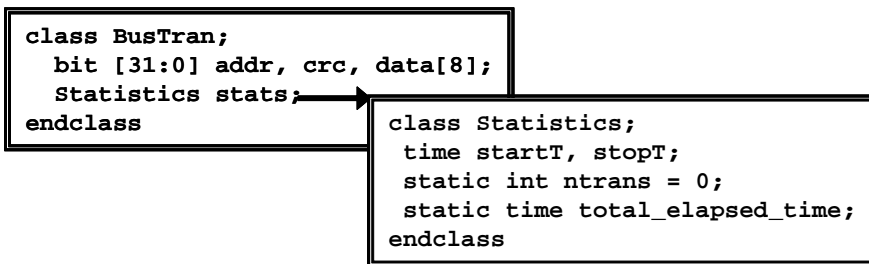 class BusTran;
bit [31:0] addr, crc, data[8];
Statistics stats;
endclass
class Statistics;
time startT, stopT;
static int ntrans = 0;
static time total_elapsed_time;
endclass